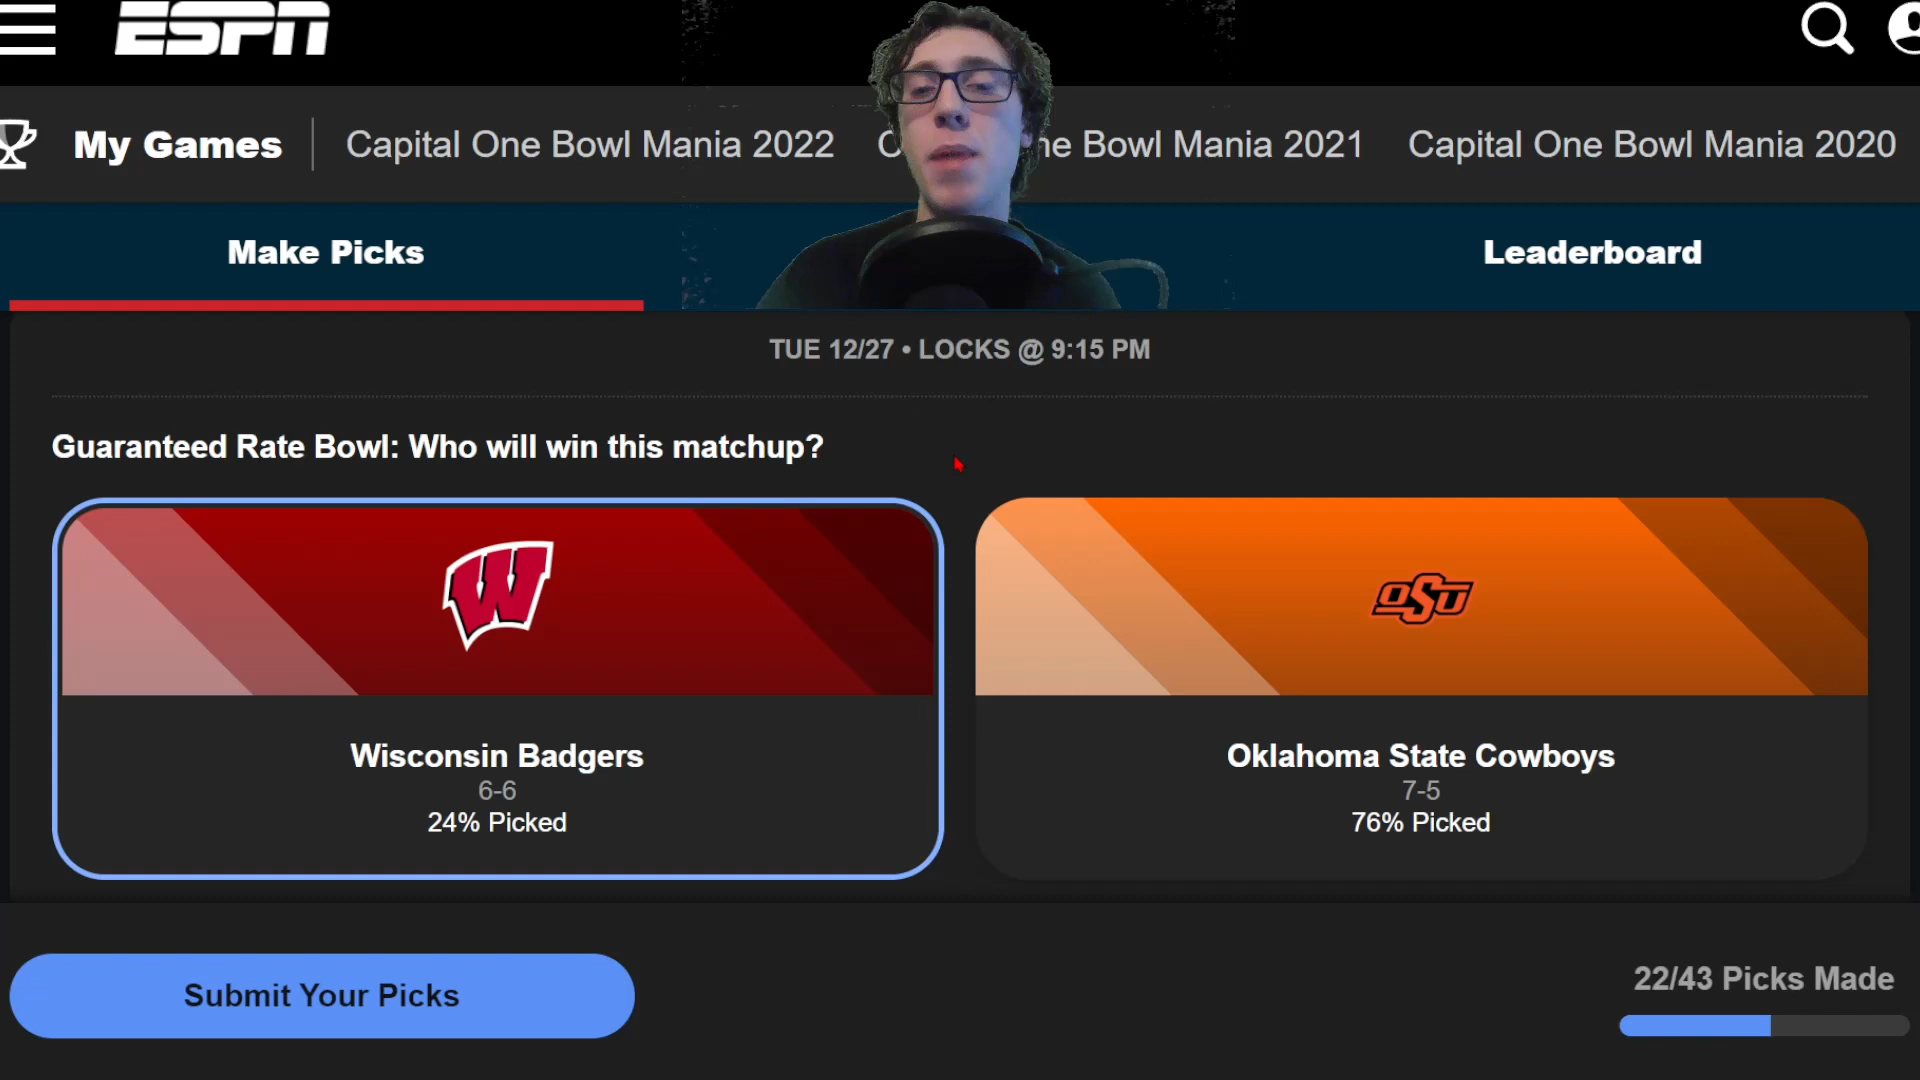 ESPN
My Games
Capital One Bowl Mania 2022
ne Bowl Mania 2021
Capital One Bowl Mania 2020
Make Picks
Leaderboard
TUE 12/27 • LOCKS @ 9:15 PM
Guaranteed Rate Bowl: Who will win this matchup?
W
OSU
Wisconsin Badgers
6-6
24% Picked
Oklahoma State Cowboys
7-5
76% Picked
Submit Your Picks
22/43 Picks Made